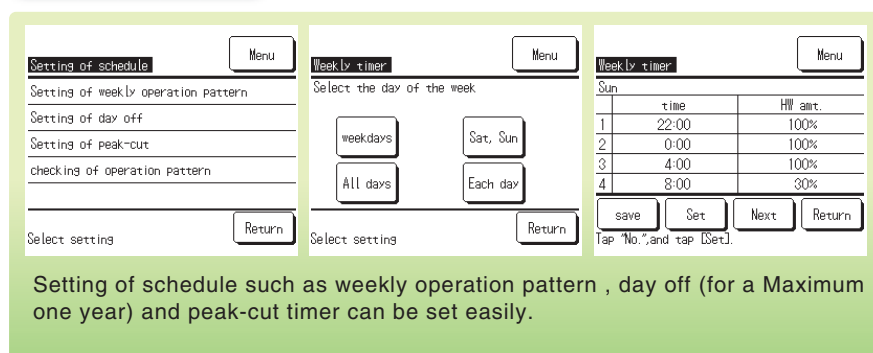 Setting of schedule
Menu
Setting of weekly operation pattern
Setting of day off
Setting of peak-cut
checking of operation pattern
Select setting
Return
Weekly timer
Menu
Select the day of the week
weekdays
Sat, Sun
All days
Each day
Select setting
Return
Weekly timer
Menu
Sun
time HW amt.
1 22:00 100%
2 0:00 100%
3 4:00 100%
4 8:00 30%
save Set Next Return
Tap "No.",and tap [Set].
Setting of schedule such as weekly operation pattern , day off (for a Maximum
one year) and peak-cut timer can be set easily.